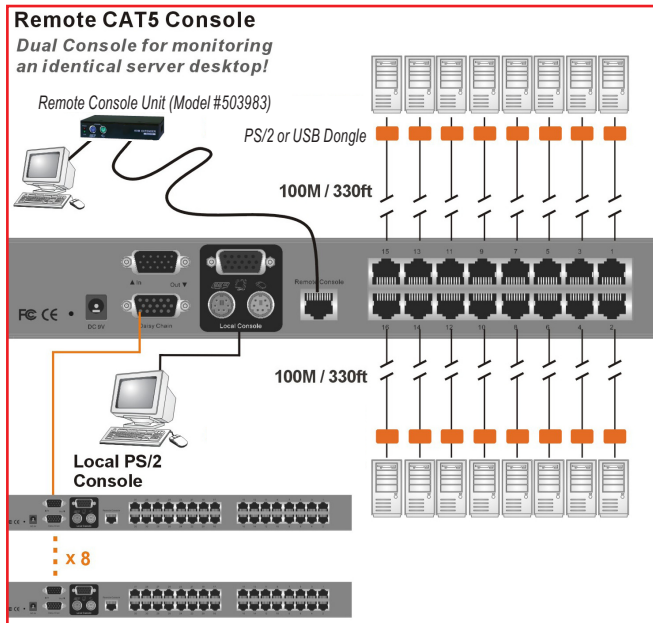 Remote CAT5 Console
Dual Console for monitoring
an identical server desktop!
Remote Console Unit (Model #503983)
PS/2 or USB Dongle
100M / 330ft
15 13 11 9 7 5 3 1
▲ In Out ▼
Remote Console
FC CE
DC 9V
Daisy Chain
Local Console
16 14 12 10 8 6 4 2
100M / 330ft
Local PS/2
Console
x 8